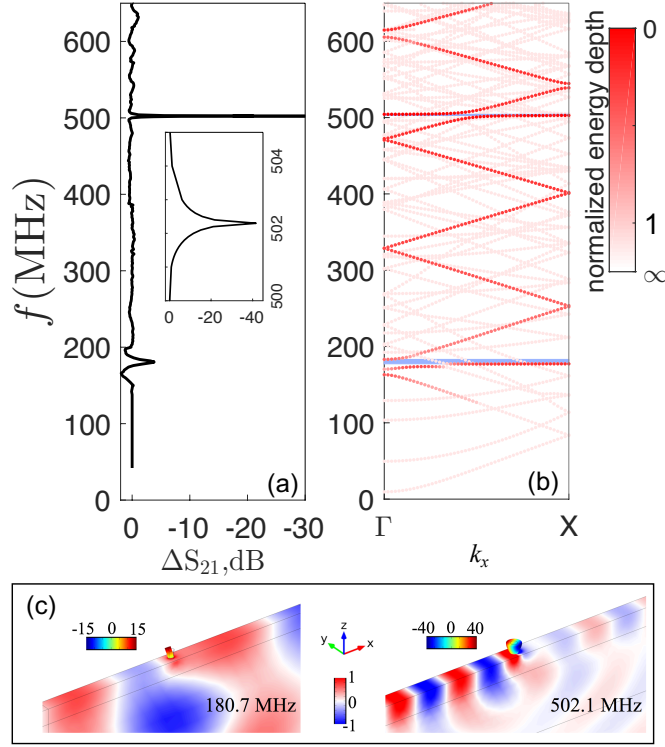 600
500
400
300
200
100
0
f (MHz)
504
502
500
0 -20 -40
(a)
0 -10 -20 -30
ΔS21,dB
600
500
400
300
200
100
0
(b)
Γ X
kx
0
1
∞
normalized energy depth
(c)
-15 0 15
z
y x
1
0
-1
180.7 MHz
-40 0 40
502.1 MHz